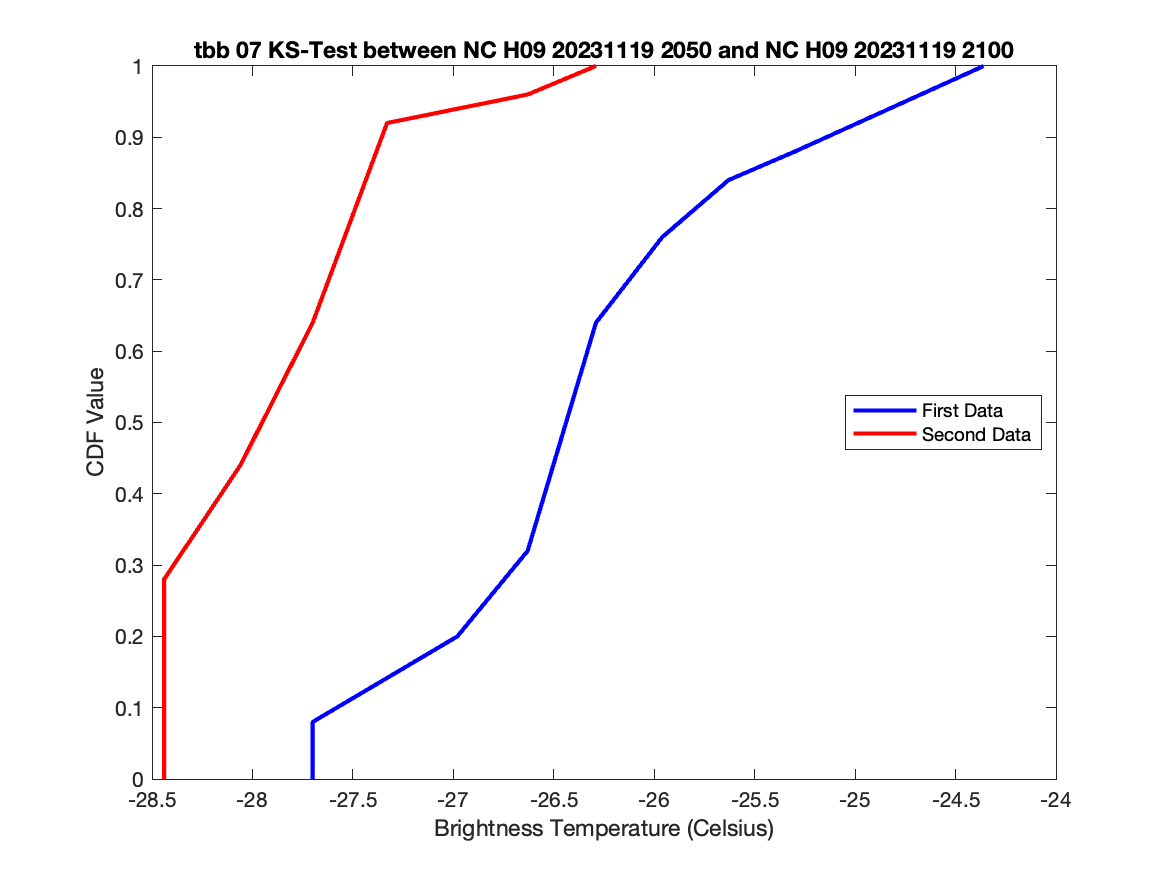 tbb 07 KS-Test between NC H09 20231119 2050 and NC H09 20231119 2100
1
0.9
0.8
0.7
0.6
0.5
0.4
0.3
0.2
0.1
0
CDF Value
First Data
Second Data
-28.5 -28 -27.5 -27 -26.5 -26 -25.5 -25 -24.5 -24
Brightness Temperature (Celsius)